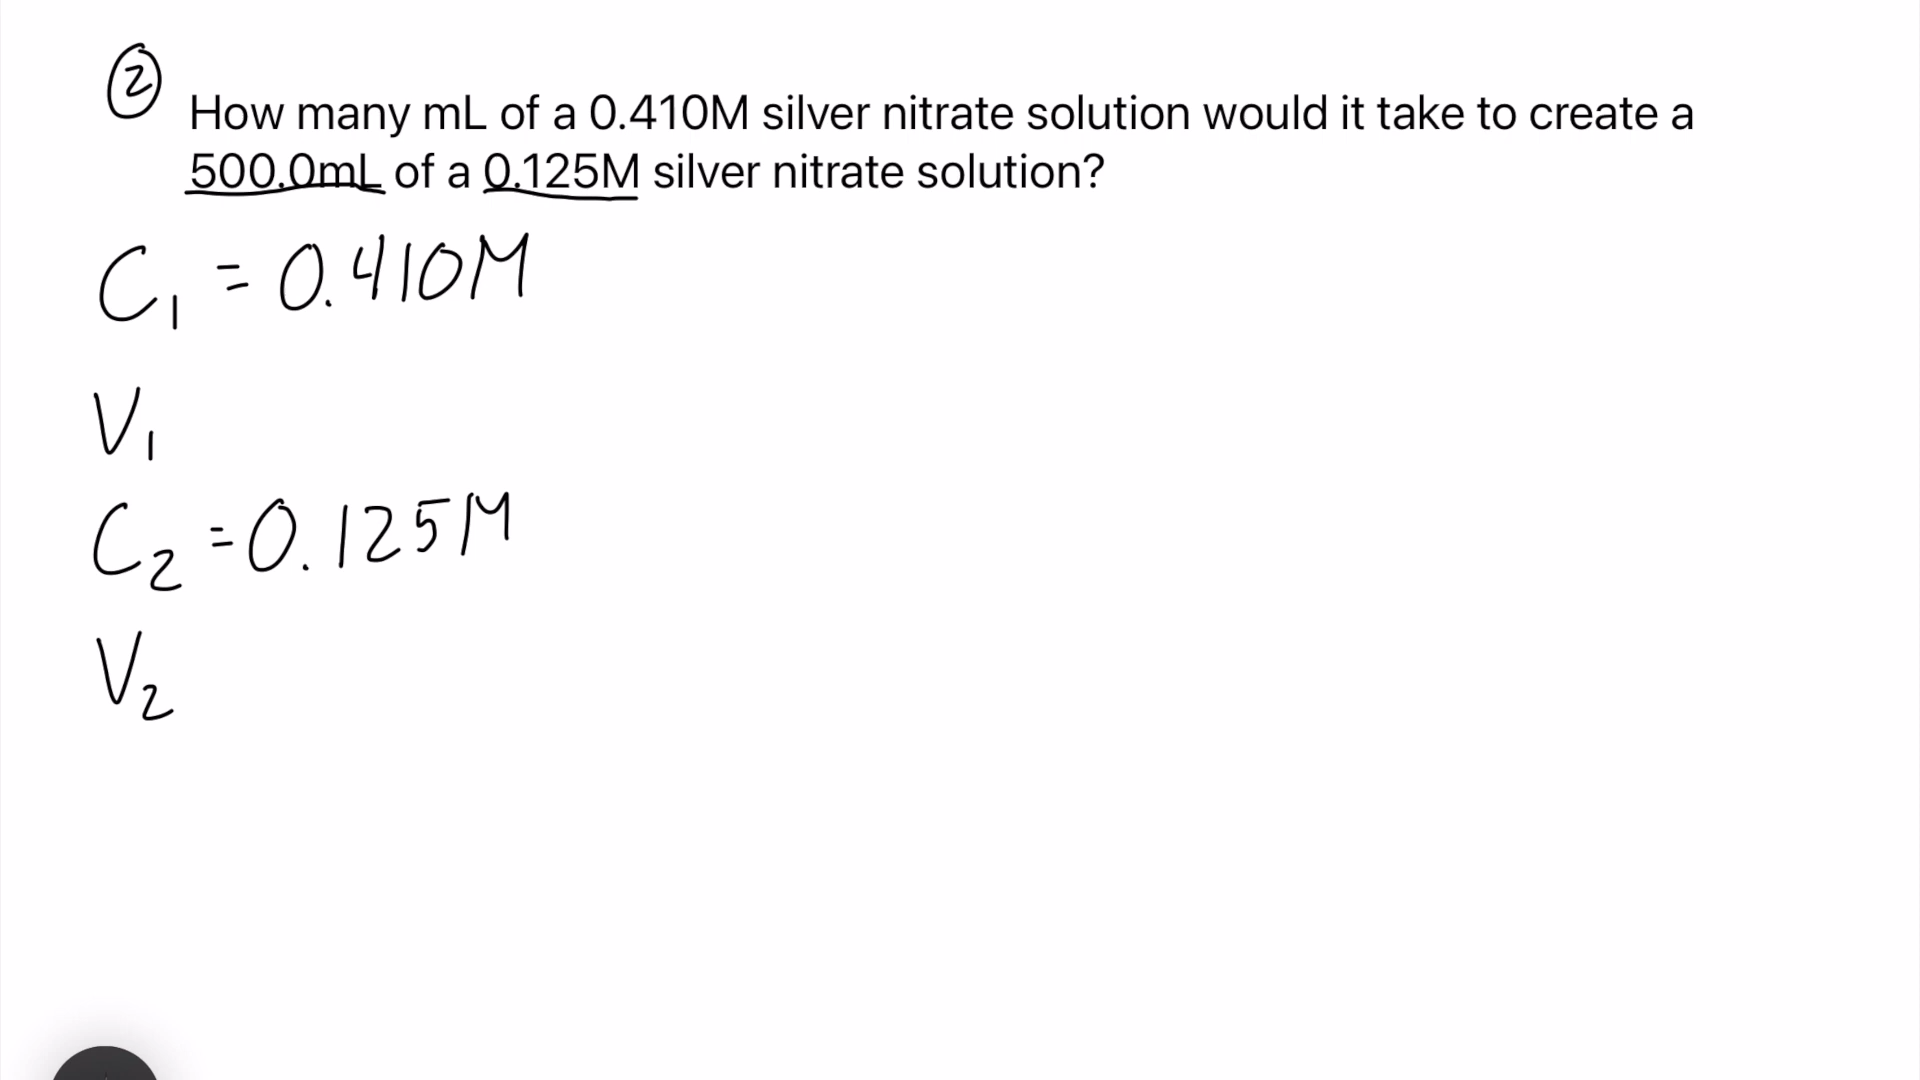 ②
How many mL of a 0.410M silver nitrate solution would it take to create a
500.0mL of a 0.125M silver nitrate solution?
C₁ = 0.410M
V₁
C₂ = 0.125M
V₂